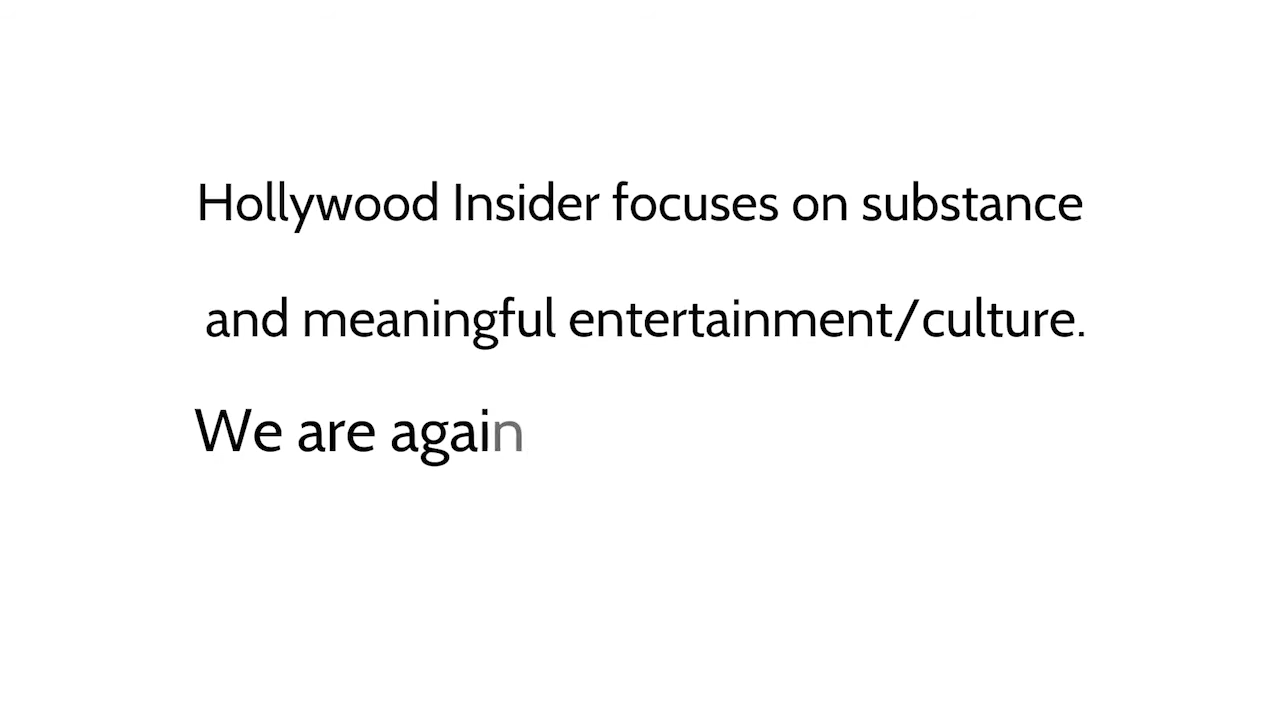 Hollywood Insider focuses on substance
and meaningful entertainment/culture.
We are again